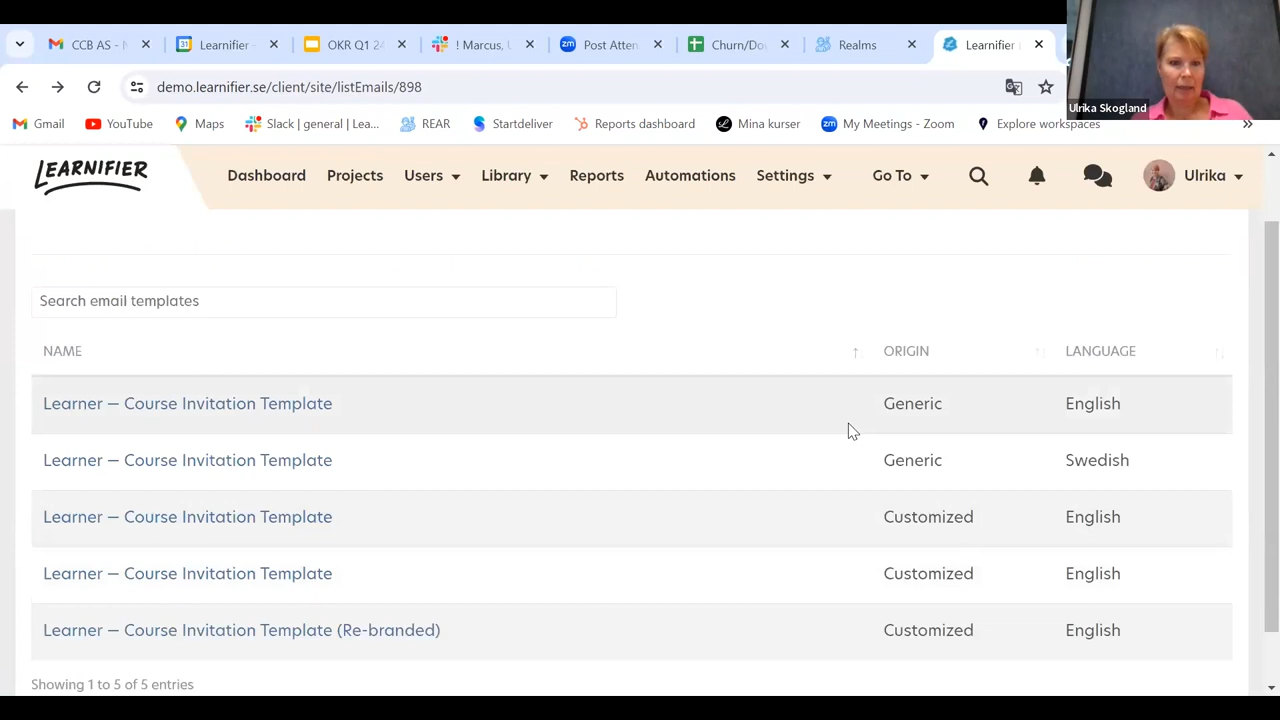 CCB AS - 
Learnifier -
OKR Q1 24
! Marcus,
Post Atten
Churn/Do
Realms
Learnifier
demo.learnifier.se/client/site/listEmails/898
Ulrika Skogland
Gmail
YouTube
Maps
Slack | general | Lea...
REAR
Startdeliver
Reports dashboard
Mina kurser
My Meetings - Zoom
Explore workspaces
LEARNIFIER
Dashboard
Projects
Users
Library
Reports
Automations
Settings
Go To
Ulrika
Search email templates
NAME ORIGIN LANGUAGE
Learner — Course Invitation Template Generic English
Learner — Course Invitation Template Generic Swedish
Learner — Course Invitation Template Customized English
Learner — Course Invitation Template Customized English
Learner — Course Invitation Template (Re-branded) Customized English
Showing 1 to 5 of 5 entries